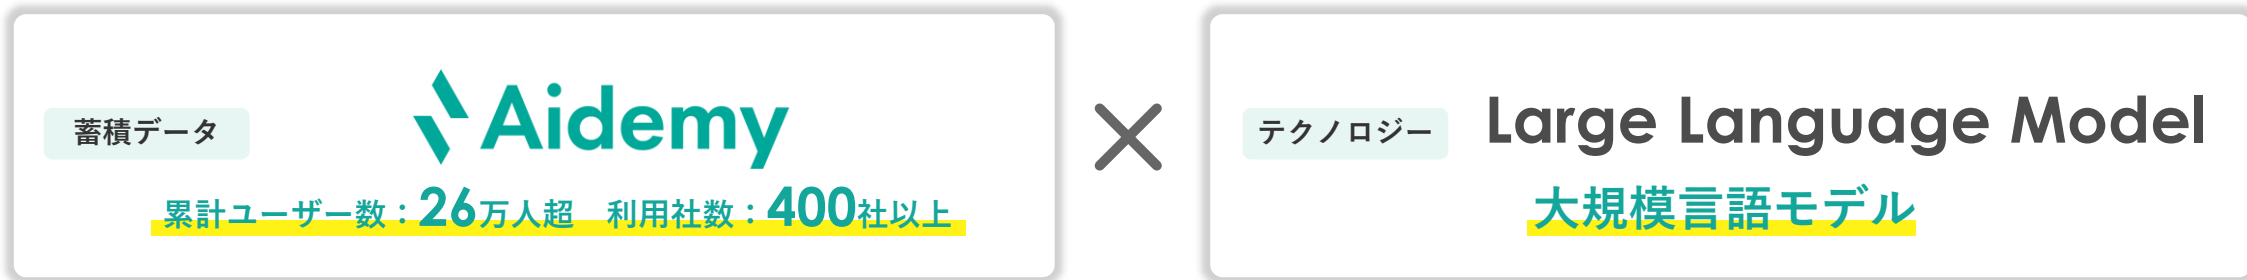 蓄積データ
Aidemy
累計ユーザー数：26万人超　利用社数：400社以上
×
テクノロジー
Large Language Model
大規模言語モデル